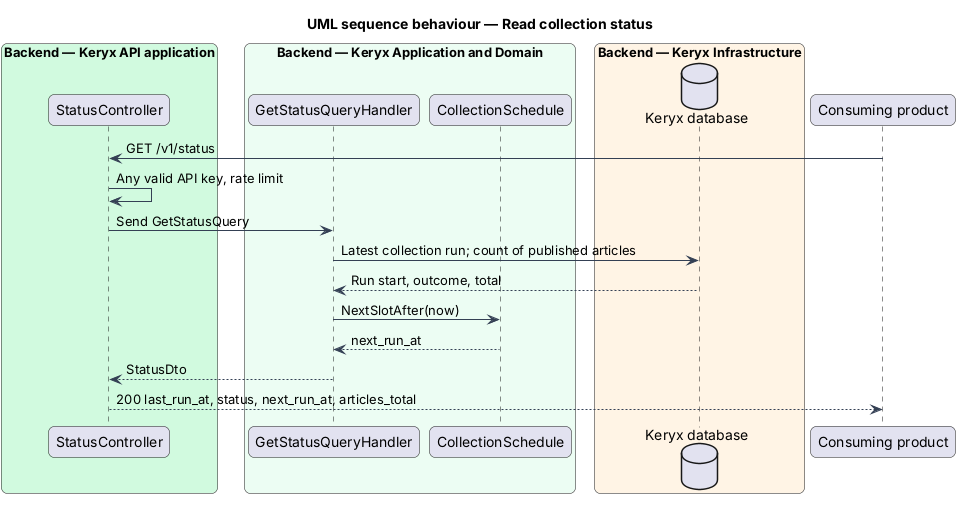 UML sequence behaviour — Read collection status
Backend — Keryx API application
Backend — Keryx Application and Domain
Backend — Keryx Infrastructure
StatusController
GetStatusQueryHandler
CollectionSchedule
Keryx database
Consuming product
GET /v1/status
Any valid API key, rate limit
Send GetStatusQuery
Latest collection run; count of published articles
Run start, outcome, total
NextSlotAfter(now)
next_run_at
StatusDto
200 last_run_at, status, next_run_at, articles_total
StatusController
GetStatusQueryHandler
CollectionSchedule
Keryx database
Consuming product